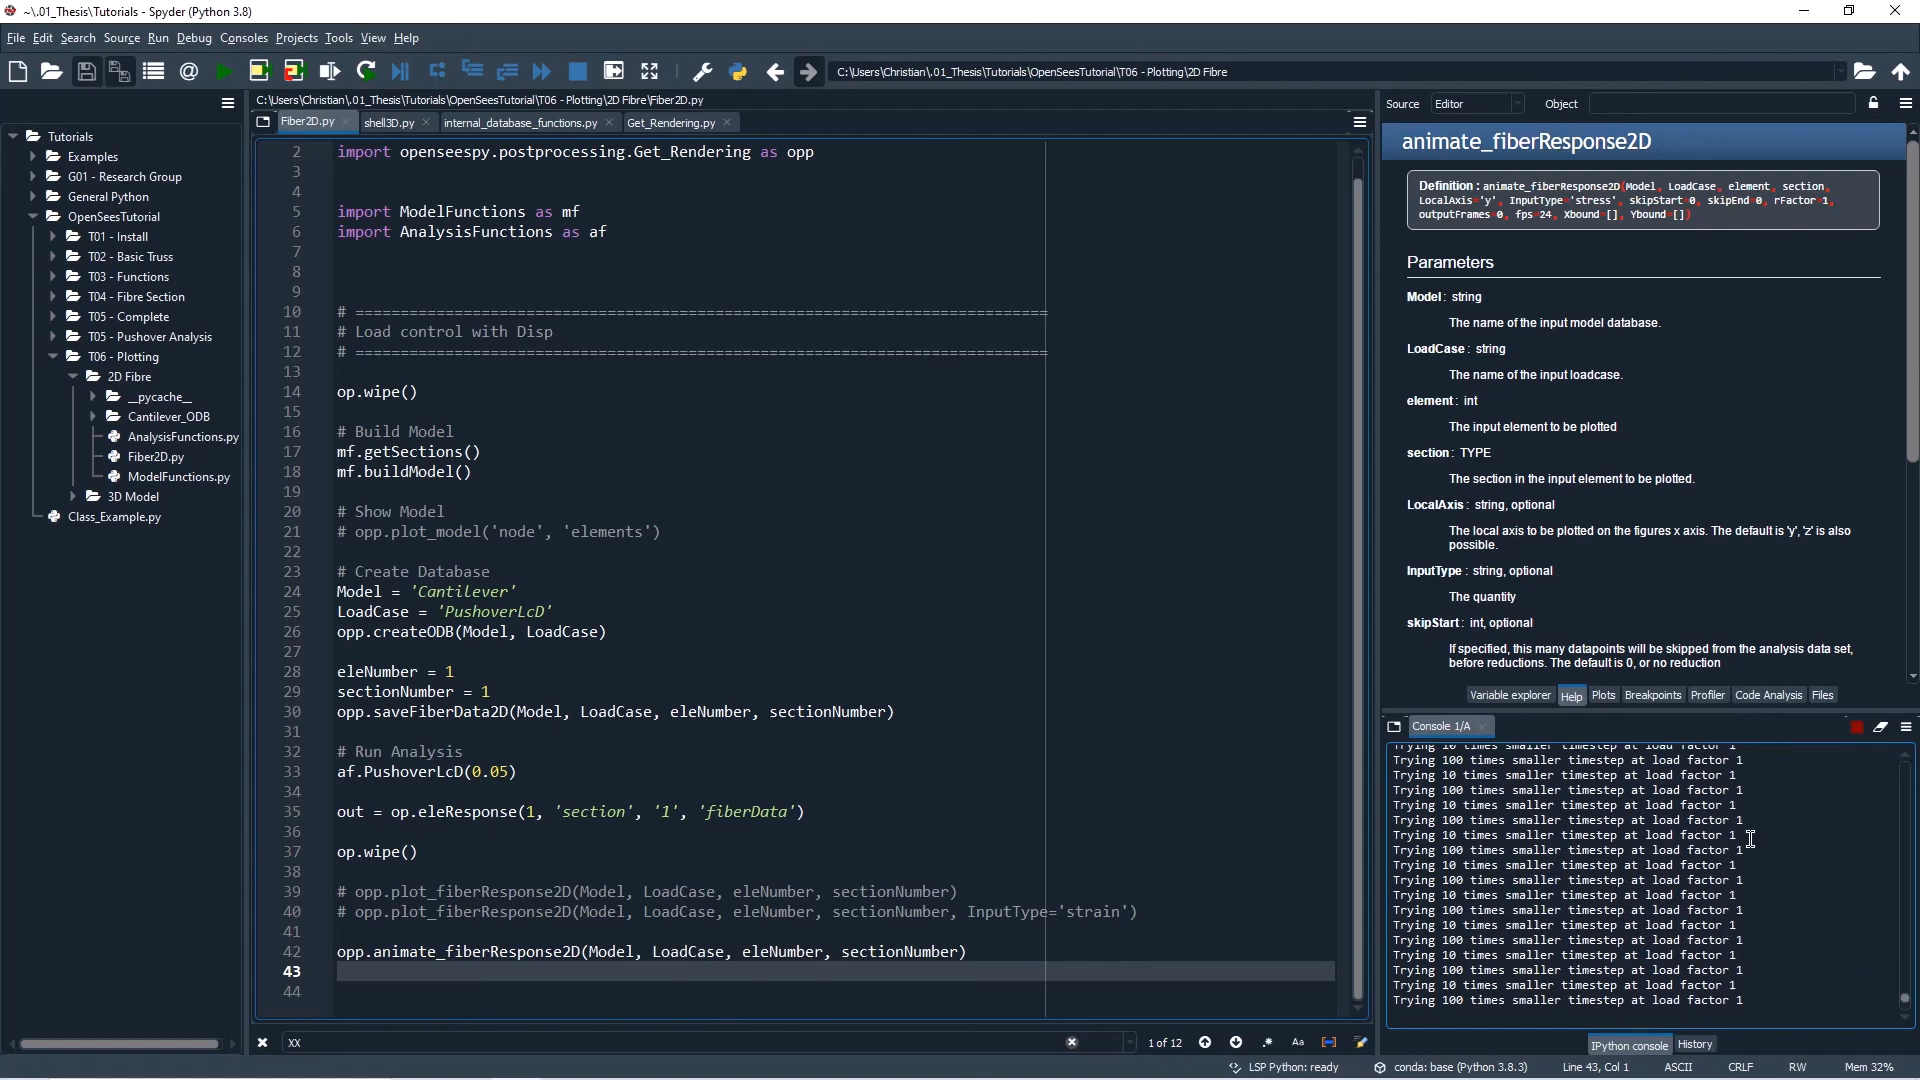 ~\.01_Thesis\Tutorials - Spyder (Python 3.8)
File Edit Search Source Run Debug Consoles Projects Tools View Help
C:\Users\Christian\.01_Thesis\Tutorials\OpenSeesTutorial\T06 - Plotting\2D Fibre
Tutorials
Examples
G01 - Research Group
General Python
OpenSeesTutorial
T01 - Install
T02 - Basic Truss
T03 - Functions
T04 - Fibre Section
T05 - Complete
T05 - Pushover Analysis
T06 - Plotting
2D Fibre
__pycache__
Cantilever_ODB
AnalysisFunctions.py
Fiber2D.py
ModelFunctions.py
3D Model
Class_Example.py
C:\Users\Christian\.01_Thesis\Tutorials\OpenSeesTutorial\T06 - Plotting\2D Fibre\Fiber2D.py
Fiber2D.py shell3D.py internal_database_functions.py Get_Rendering.py
2 import openseespy.postprocessing.Get_Rendering as opp
3
4
5 import ModelFunctions as mf
6 import AnalysisFunctions as af
7
8
9
10 # =============================================================================
11 # Load control with Disp
12 # =============================================================================
13
14 op.wipe()
15
16 # Build Model
17 mf.getSections()
18 mf.buildModel()
19
20 # Show Model
21 # opp.plot_model('node', 'elements')
22
23 # Create Database
24 Model = 'Cantilever'
25 LoadCase = 'PushoverLcD'
26 opp.createODB(Model, LoadCase)
27
28 eleNumber = 1
29 sectionNumber = 1
30 opp.saveFiberData2D(Model, LoadCase, eleNumber, sectionNumber)
31
32 # Run Analysis
33 af.PushoverLcD(0.05)
34
35 out = op.eleResponse(1, 'section', '1', 'fiberData')
36
37 op.wipe()
38
39 # opp.plot_fiberResponse2D(Model, LoadCase, eleNumber, sectionNumber)
40 # opp.plot_fiberResponse2D(Model, LoadCase, eleNumber, sectionNumber, InputType='strain')
41
42 opp.animate_fiberResponse2D(Model, LoadCase, eleNumber, sectionNumber)
43
44
XX
1 of 12
Aa
Source Editor Object
animate_fiberResponse2D
Definition : animate_fiberResponse2D(Model, LoadCase, element, section,
LocalAxis='y', InputType='stress', skipStart=0, skipEnd=0, rFactor=1,
outputFrames=0, fps=24, Xbound=[], Ybound=[])
Parameters
Model : string
The name of the input model database.
LoadCase : string
The name of the input loadcase.
element : int
The input element to be plotted
section : TYPE
The section in the input element to be plotted.
LocalAxis : string, optional
The local axis to be plotted on the figures x axis. The default is 'y', 'z' is also
possible.
InputType : string, optional
The quantity
skipStart : int, optional
If specified, this many datapoints will be skipped from the analysis data set,
before reductions. The default is 0, or no reduction
Variable explorer Help Plots Breakpoints Profiler Code Analysis Files
Console 1/A
Trying 10 times smaller timestep at load factor 1
Trying 100 times smaller timestep at load factor 1
Trying 10 times smaller timestep at load factor 1
Trying 100 times smaller timestep at load factor 1
Trying 10 times smaller timestep at load factor 1
Trying 100 times smaller timestep at load factor 1
Trying 10 times smaller timestep at load factor 1
Trying 100 times smaller timestep at load factor 1
Trying 10 times smaller timestep at load factor 1
Trying 100 times smaller timestep at load factor 1
Trying 10 times smaller timestep at load factor 1
Trying 100 times smaller timestep at load factor 1
Trying 10 times smaller timestep at load factor 1
Trying 100 times smaller timestep at load factor 1
Trying 10 times smaller timestep at load factor 1
Trying 100 times smaller timestep at load factor 1
Trying 10 times smaller timestep at load factor 1
Trying 100 times smaller timestep at load factor 1
IPython console History
LSP Python: ready conda: base (Python 3.8.3) Line 43, Col 1 ASCII CRLF RW Mem 32%